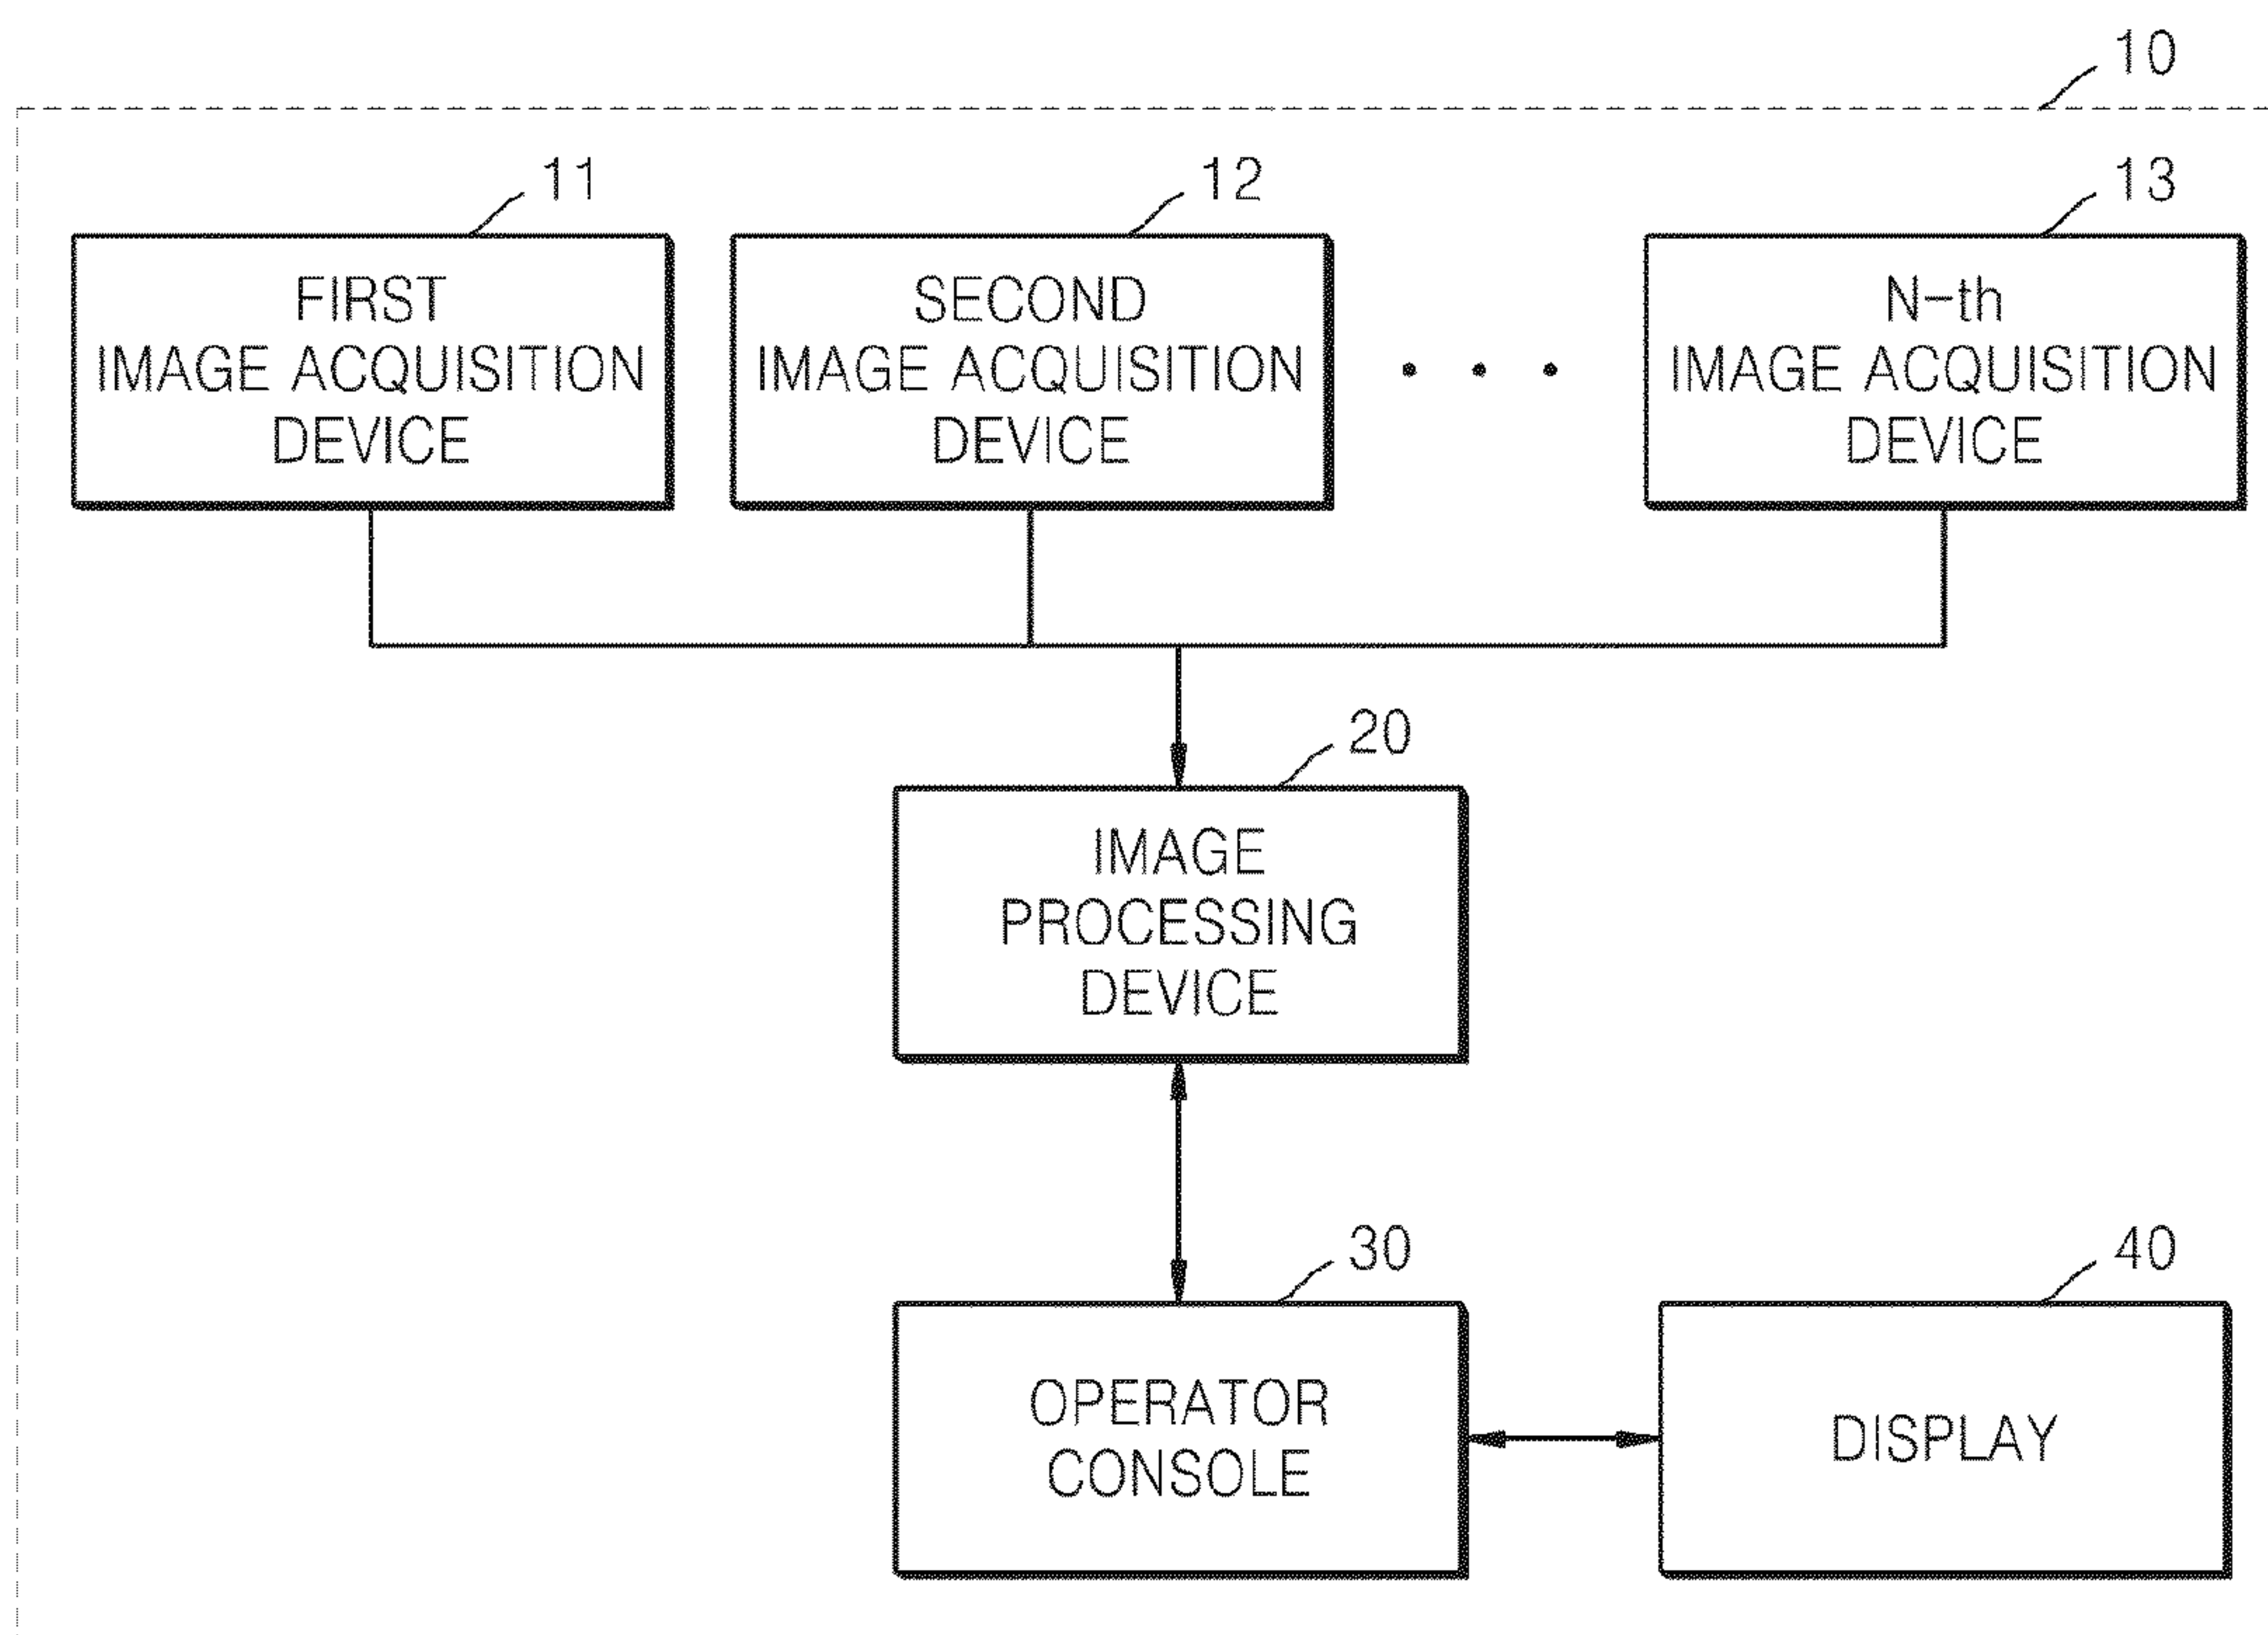 10
11
12
13
FIRST
IMAGE ACQUISITION
DEVICE
SECOND
IMAGE ACQUISITION
DEVICE
N-th
IMAGE ACQUISITION
DEVICE
20
IMAGE
PROCESSING
DEVICE
30
OPERATOR
CONSOLE
40
DISPLAY